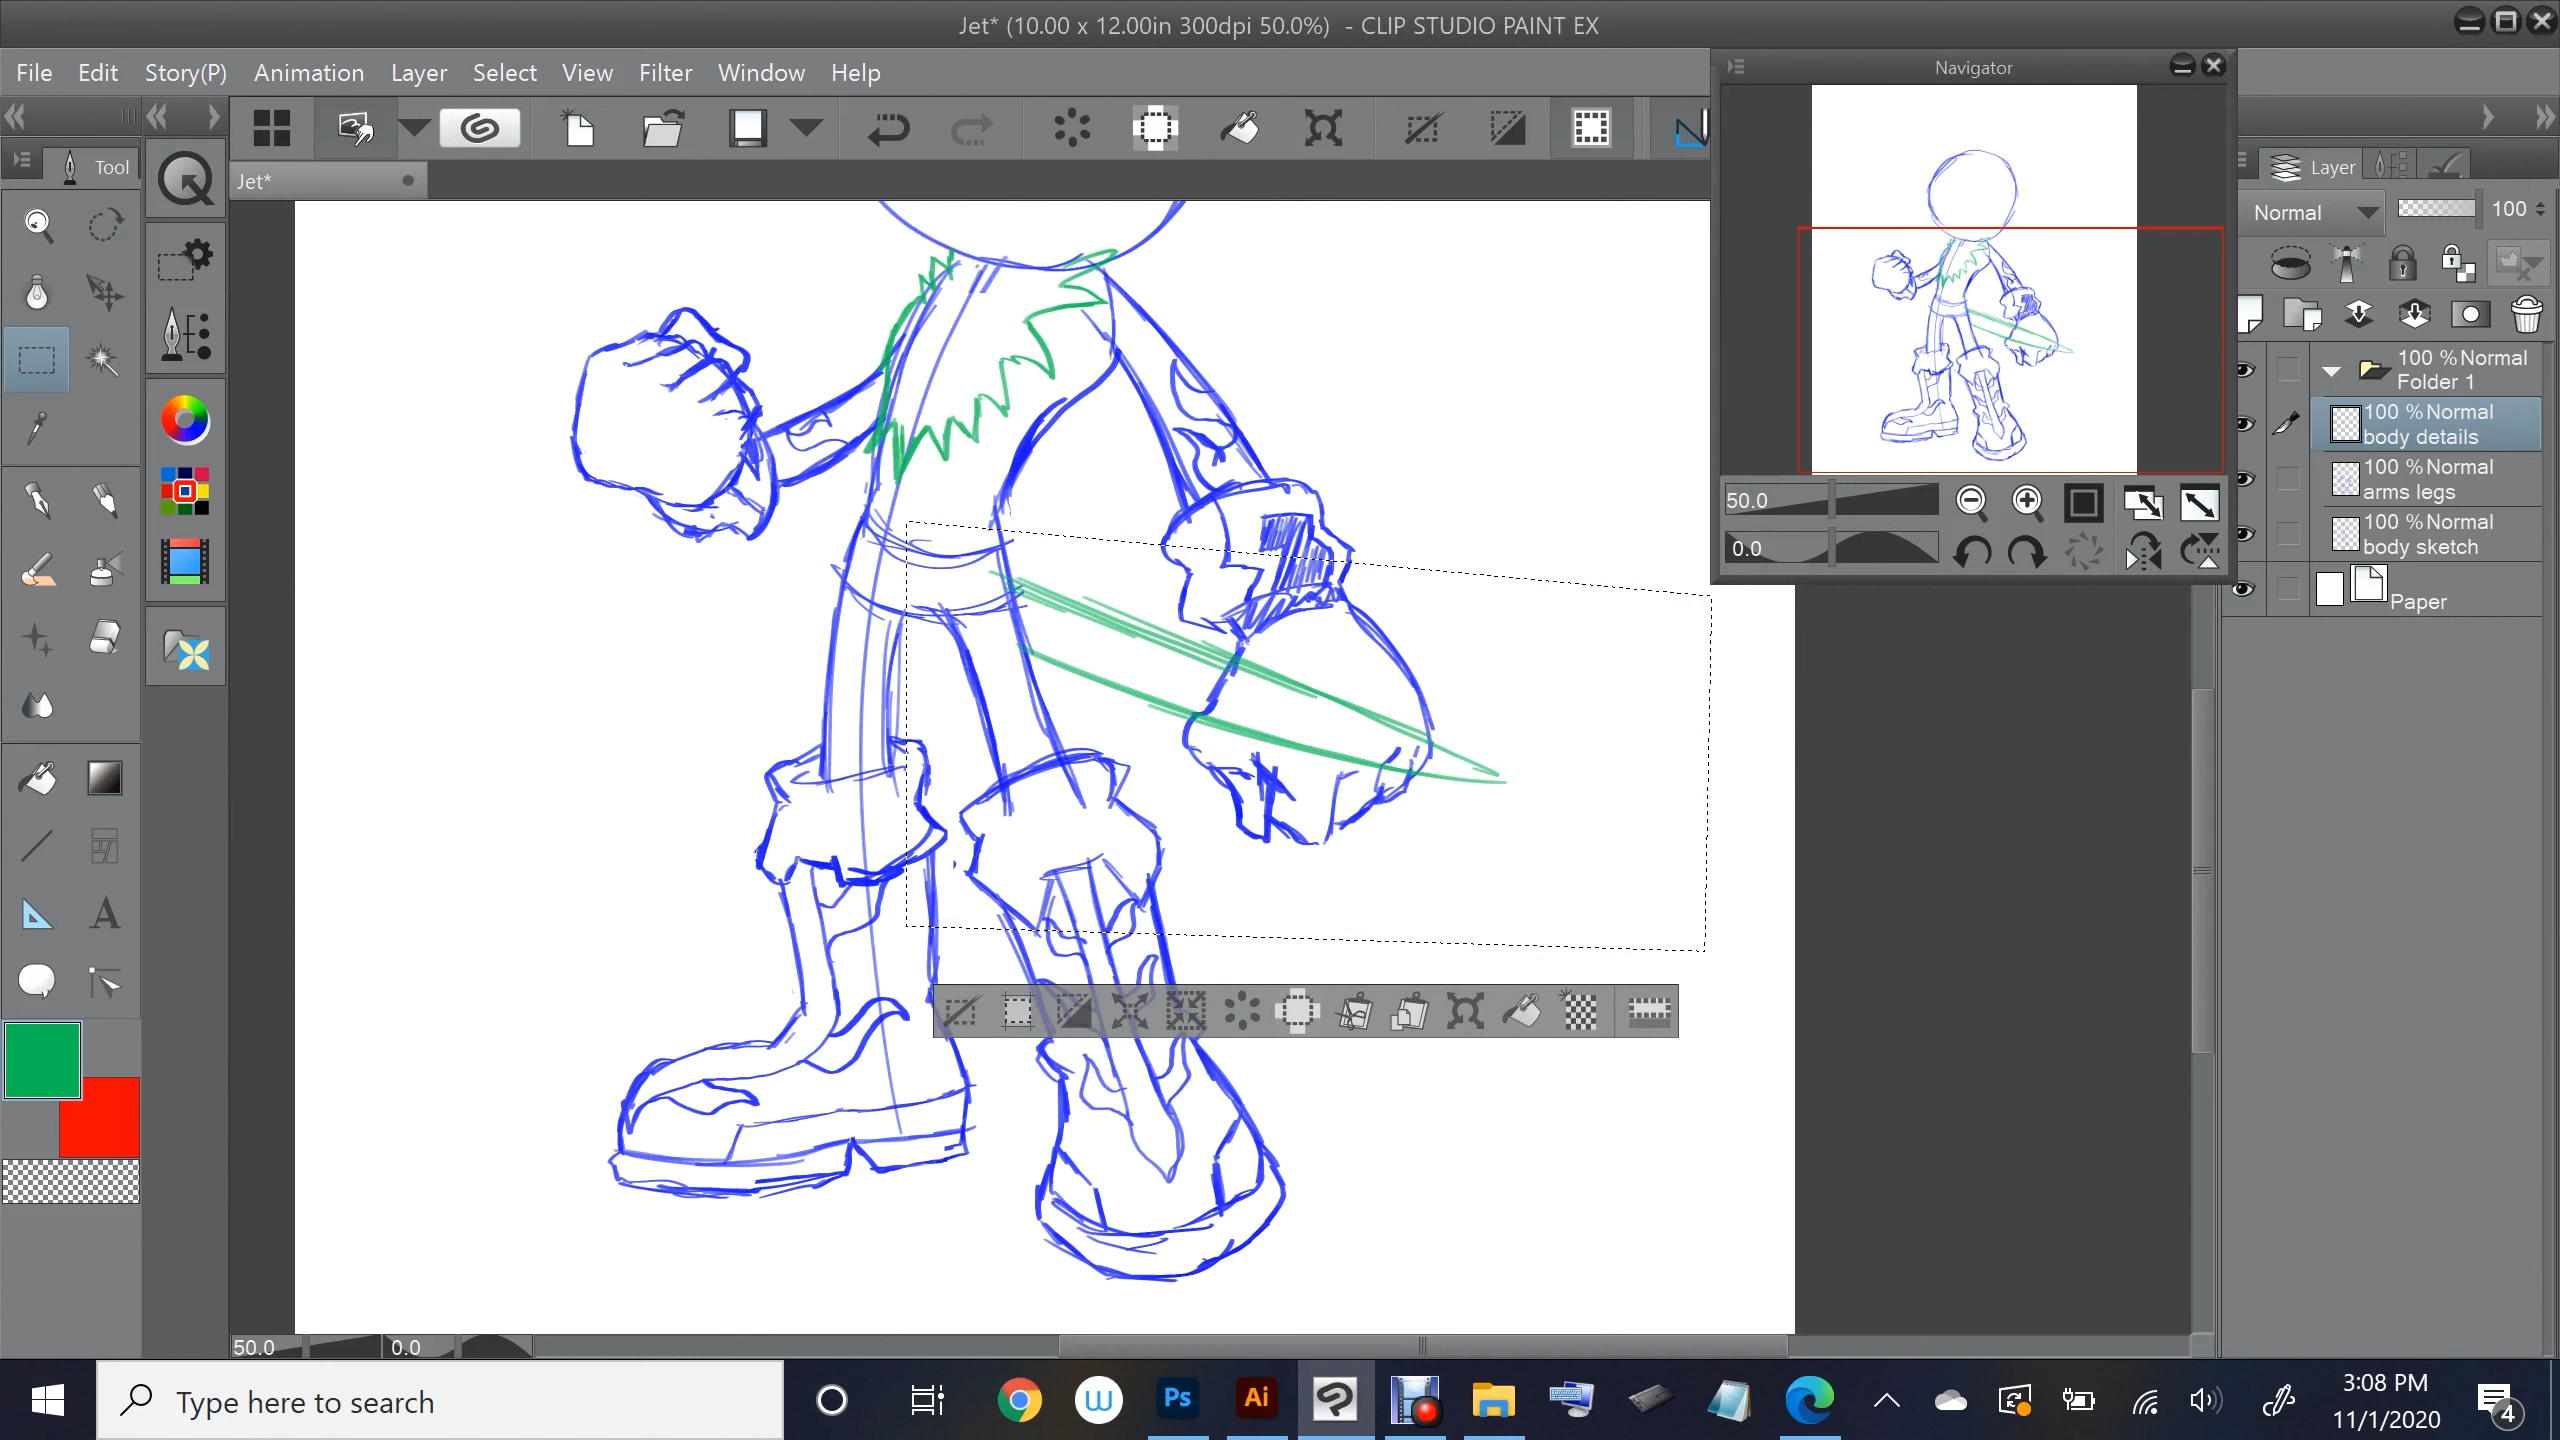 Jet* (10.00 x 12.00in 300dpi 50.0%) - CLIP STUDIO PAINT EX
File Edit Story(P) Animation Layer Select View Filter Window Help
Navigator
Tool
Jet*
Layer
Normal 100
100 %Normal
Folder 1
100 %Normal
body details
100 %Normal
arms legs
100 %Normal
body sketch
Paper
50.0
0.0
A
50.0 0.0
Type here to search
W
Ps
Ai
3:08 PM
11/1/2020
4